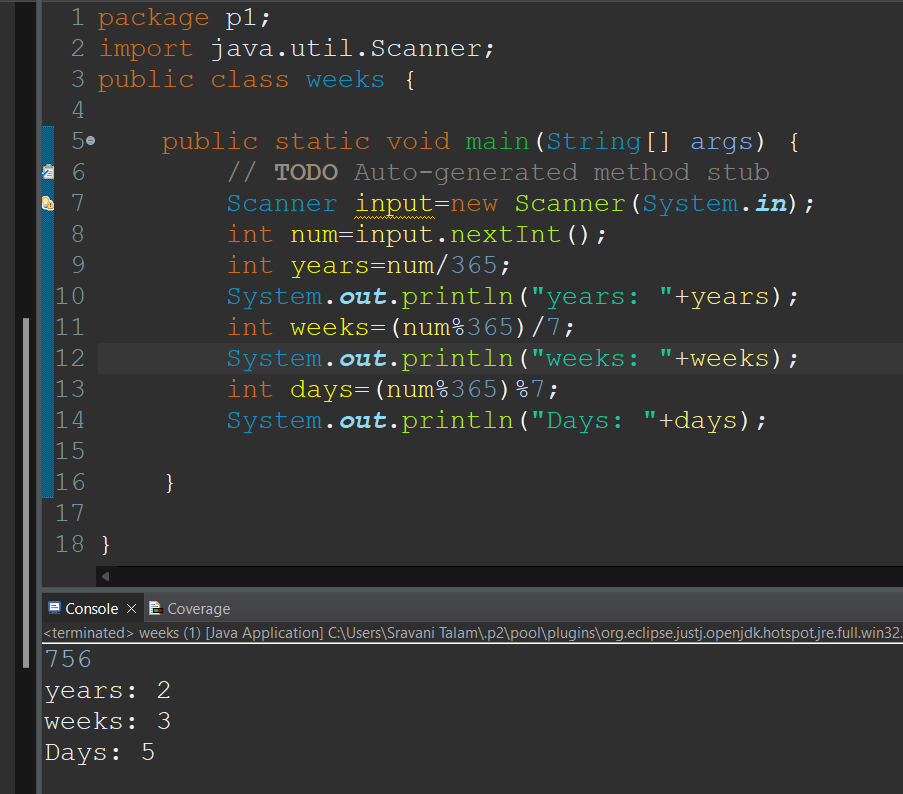 1 package p1;
2 import java.util.Scanner;
3 public class weeks {
4
5     public static void main(String[] args) {
6         // TODO Auto-generated method stub
7         Scanner input=new Scanner(System.in);
8         int num=input.nextInt();
9         int years=num/365;
10         System.out.println("years: "+years);
11         int weeks=(num%365)/7;
12         System.out.println("weeks: "+weeks);
13         int days=(num%365)%7;
14         System.out.println("Days: "+days);
15
16     }
17
18 }
Console Coverage
<terminated> weeks (1) [Java Application] C:\Users\Sravani Talam\.p2\pool\plugins\org.eclipse.justj.openjdk.hotspot.jre.full.win32.
756
years: 2
weeks: 3
Days: 5